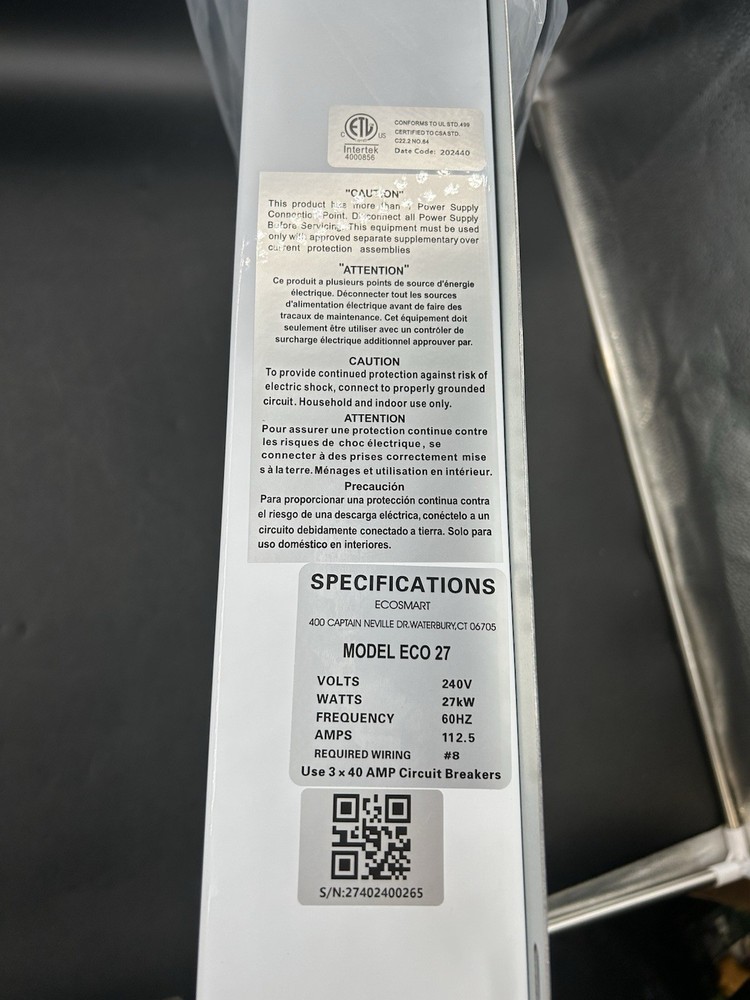 C ETL US
Intertek
4000856
CONFORMS TO UL STD.499
CERTIFIED TO CSA STD.
C22.2 NO.64
Date Code: 202440
"CAUTION"
This product has more than Power Supply
Connection Point. Disconnect all Power Supply
Before Servicing. This equipment must be used
only with approved separate supplementary over
current protection assemblies
"ATTENTION"
Ce produit a plusieurs points de source d'énergie
électrique. Déconnecter tout les sources
d'alimentation électrique avant de faire des
tracaux de maintenance. Cet équipement doit
seulement être utiliser avec un contrôler de
surcharge électrique additionnel approuver par.
CAUTION
To provide continued protection against risk of
electric shock, connect to properly grounded
circuit. Household and indoor use only.
ATTENTION
Pour assurer une protection continue contre
les risques de choc électrique, se
connecter à des prises correctement mise
s à la terre. Ménages et utilisation en intérieur.
Precaución
Para proporcionar una protección continua contra
el riesgo de una descarga eléctrica, conéctelo a un
circuito debidamente conectado a tierra. Solo para
uso doméstico en interiores.
SPECIFICATIONS
ECOSMART
400 CAPTAIN NEVILLE DR.WATERBURY,CT 06705
MODEL ECO 27
VOLTS 240V
WATTS 27kW
FREQUENCY 60HZ
AMPS 112.5
REQUIRED WIRING #8
Use 3 x 40 AMP Circuit Breakers
S/N:27402400265